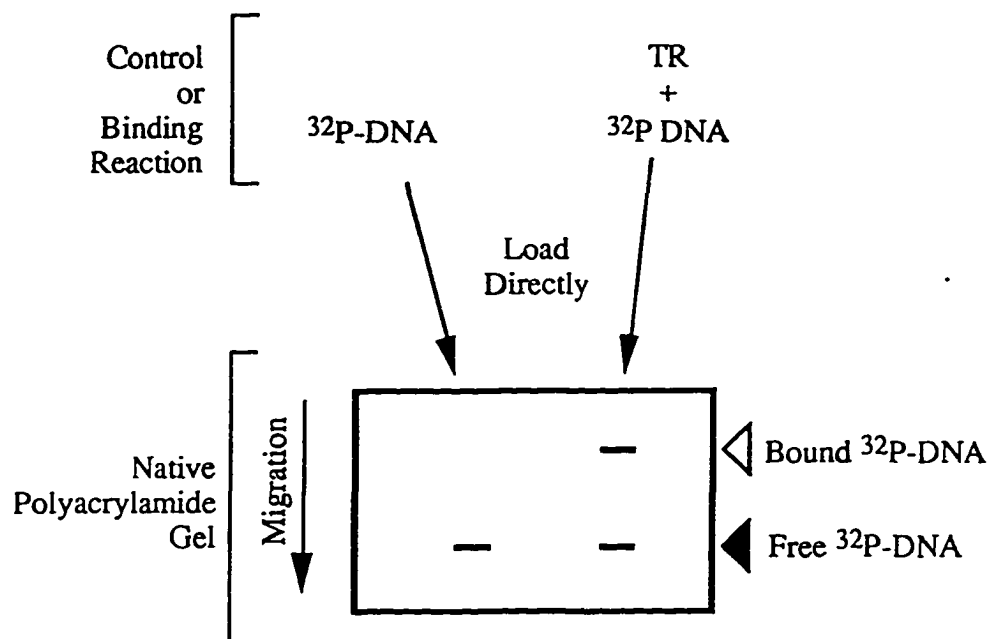 Control
or
Binding
Reaction
32P-DNA
TR
+
32P DNA
Load
Directly
Native
Polyacrylamide
Gel
Migration
Bound 32P-DNA
Free 32P-DNA